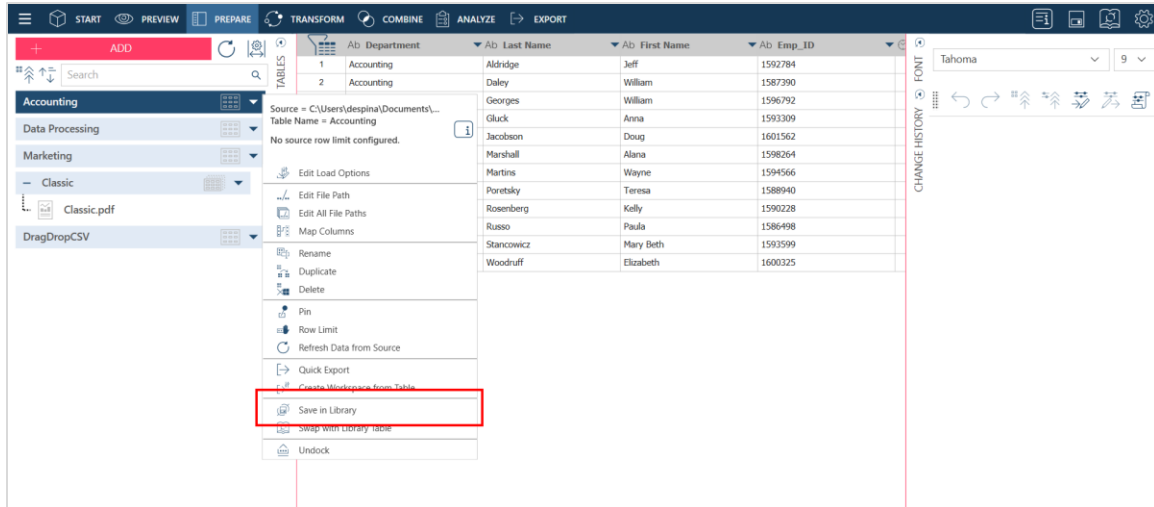 START PREVIEW PREPARE TRANSFORM COMBINE ANALYZE EXPORT
ADD
Search
Accounting
Data Processing
Marketing
Classic
Classic.pdf
DragDropCSV
TABLES
Source = C:\Users\despina\Documents\...
Table Name = Accounting
No source row limit configured.
Edit Load Options
Edit File Path
Edit All File Paths
Map Columns
Rename
Duplicate
Delete
Pin
Row Limit
Refresh Data from Source
Quick Export
Create Workspace from Table
Save in Library
Swap with Library Table
Undock
Ab Department Ab Last Name Ab First Name Ab Emp_ID
1 Accounting Aldridge Jeff 1592784
2 Accounting Daley William 1587390
Georges William 1596792
Gluck Anna 1593309
Jacobson Doug 1601562
Marshall Alana 1598264
Martins Wayne 1594566
Poretsky Teresa 1588940
Rosenberg Kelly 1590228
Russo Paula 1586498
Stancowicz Mary Beth 1593599
Woodruff Elizabeth 1600325
FONT
Tahoma 9
CHANGE HISTORY